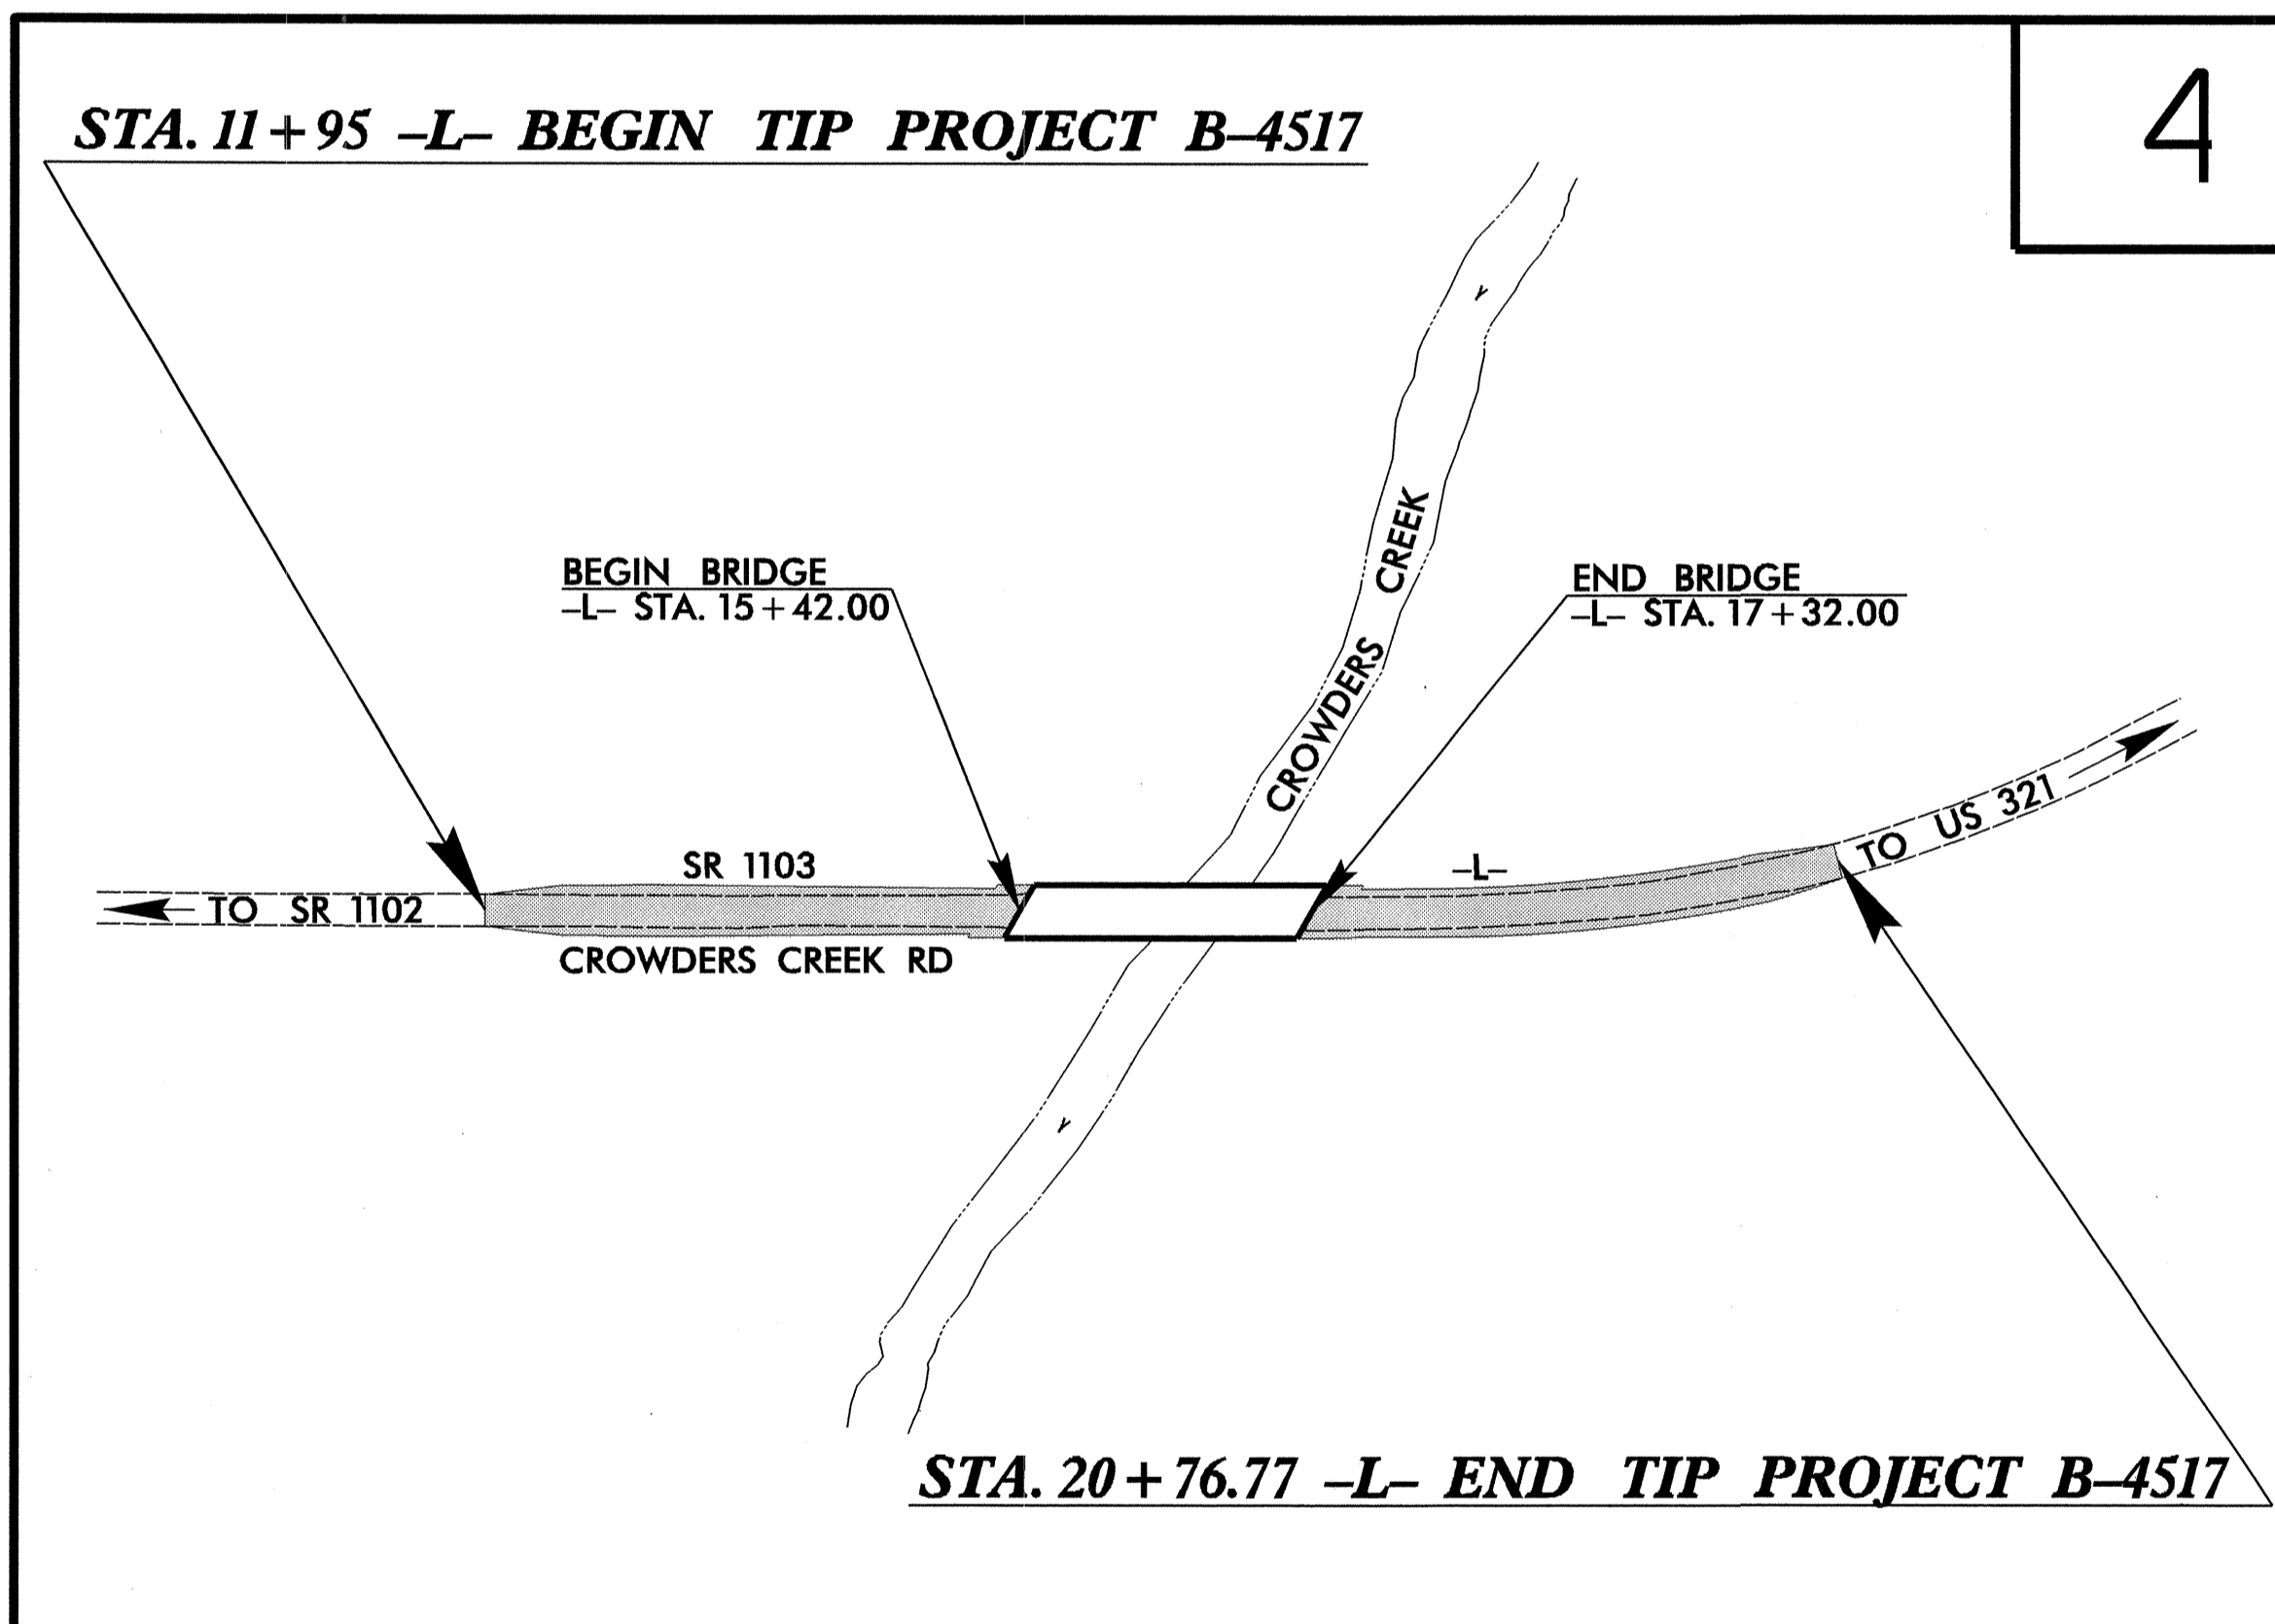 4
STA. 11+95 –L– BEGIN TIP PROJECT B–4517
BEGIN BRIDGE
–L– STA. 15+42.00
END BRIDGE
–L– STA. 17+32.00
CROWDERS CREEK
SR 1103
–L–
TO US 321
TO SR 1102
CROWDERS CREEK RD
STA. 20+76.77 –L– END TIP PROJECT B–4517